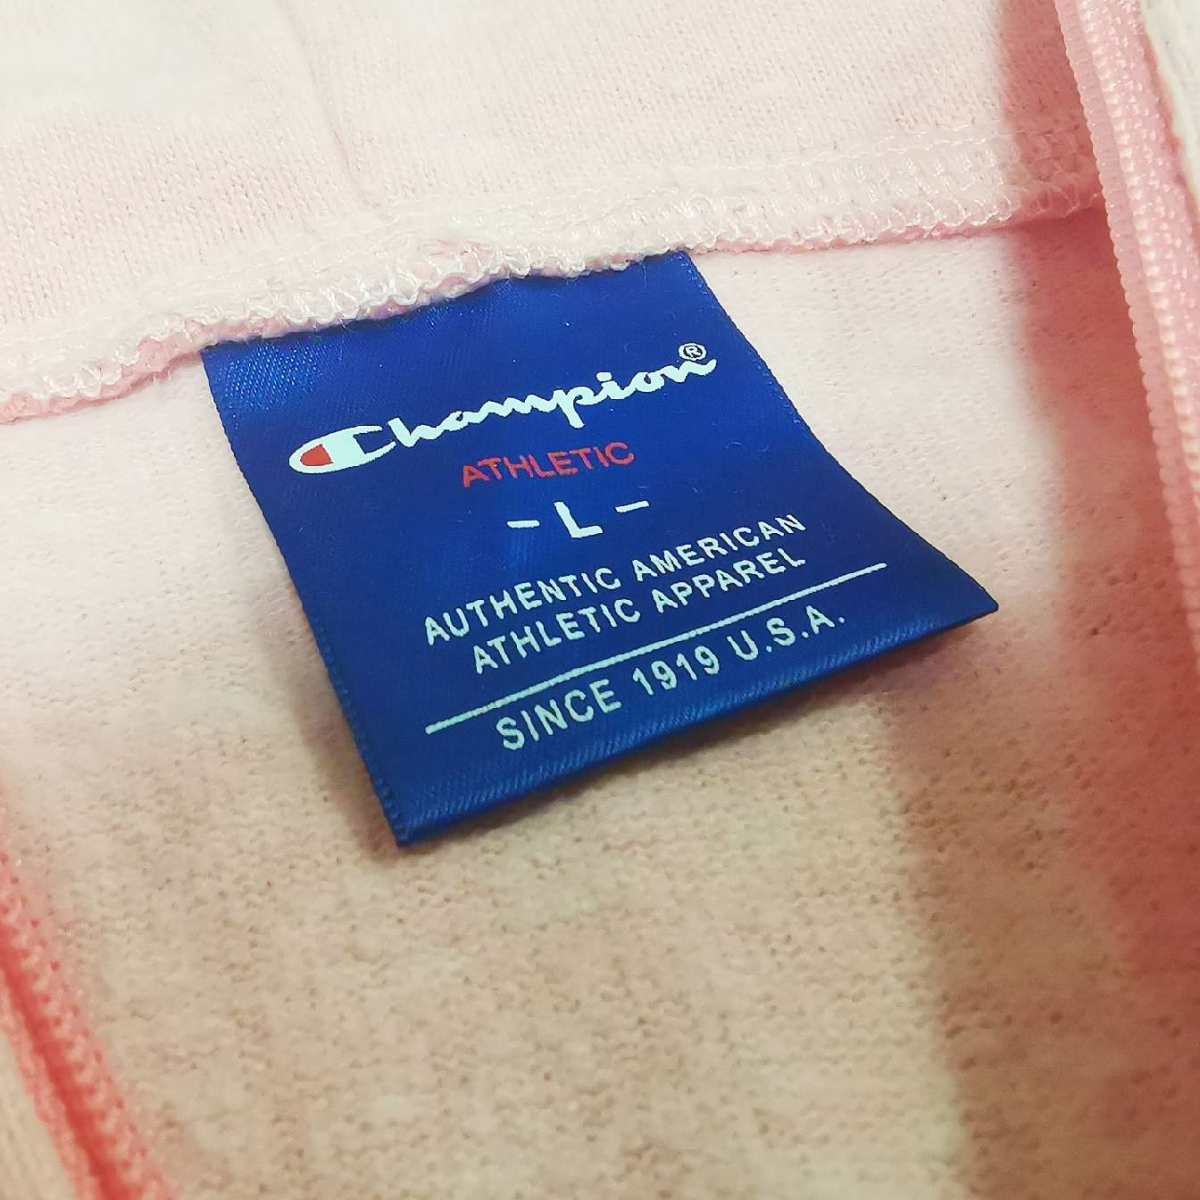 Champion®
ATHLETIC
- L -
AUTHENTIC AMERICAN
ATHLETIC APPAREL
SINCE 1919 U.S.A.